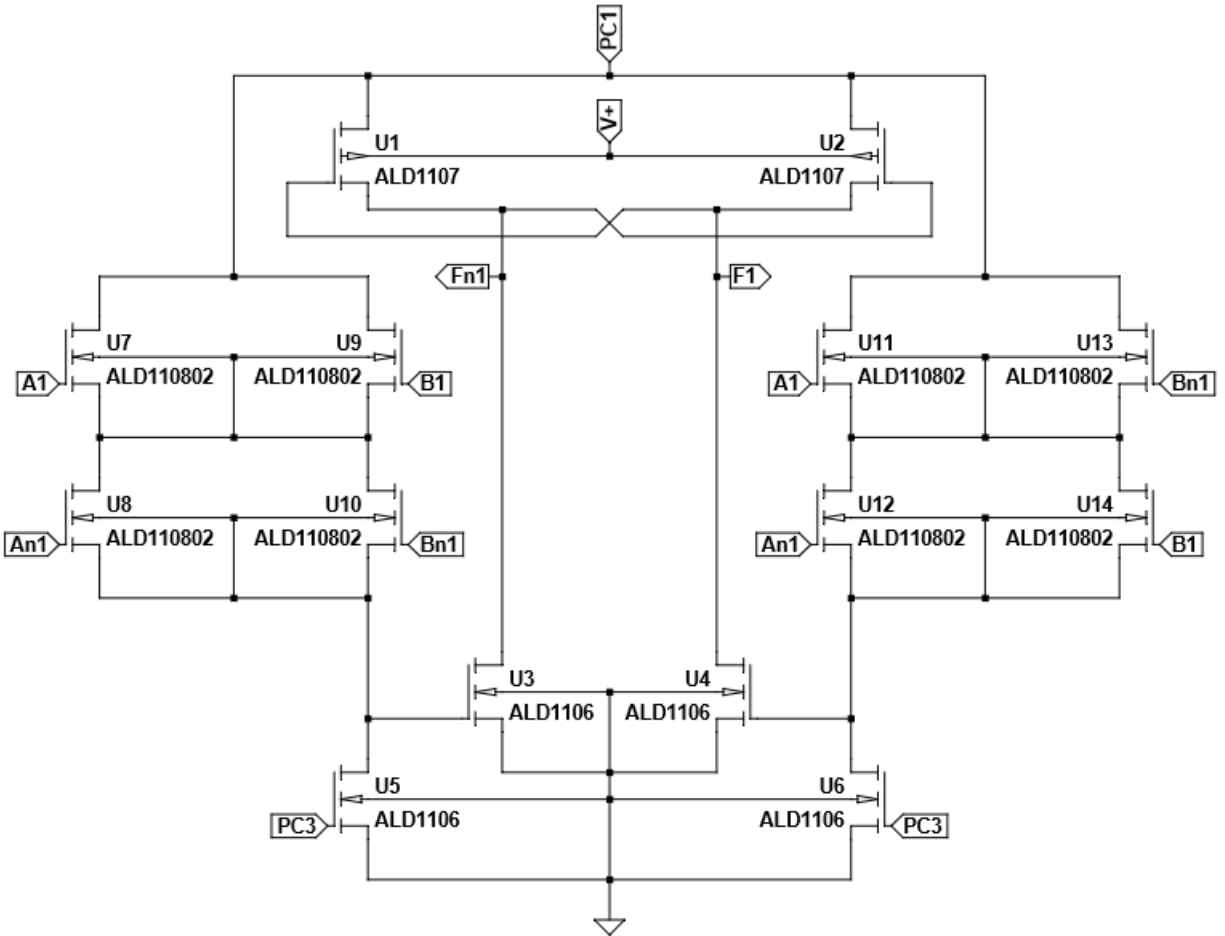 PC1
V+
U1 U2
ALD1107 ALD1107
Fn1 F1
U7 U9 U11 U13
ALD110802 ALD110802 ALD110802 ALD110802
A1 B1 A1 Bn1
U8 U10 U12 U14
ALD110802 ALD110802 ALD110802 ALD110802
An1 Bn1 An1 B1
U3 U4
ALD1106 ALD1106
U5 U6
ALD1106 ALD1106
PC3 PC3